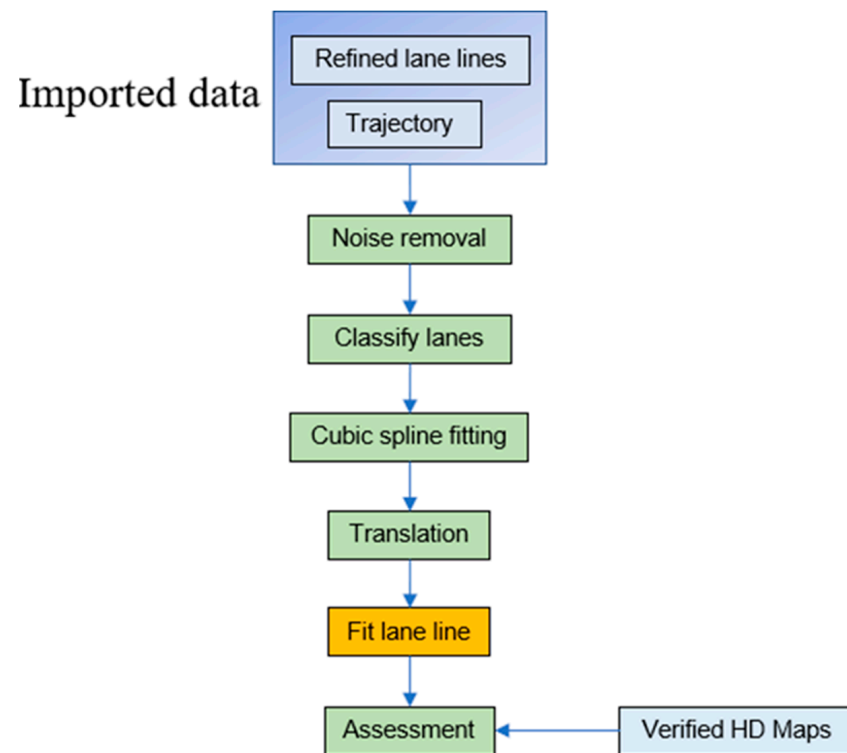 Refined lane lines
Imported data
Trajectory
Noise removal
Classify lanes
Cubic spline fitting
Translation
Fit lane line
Assessment
Verified HD Maps